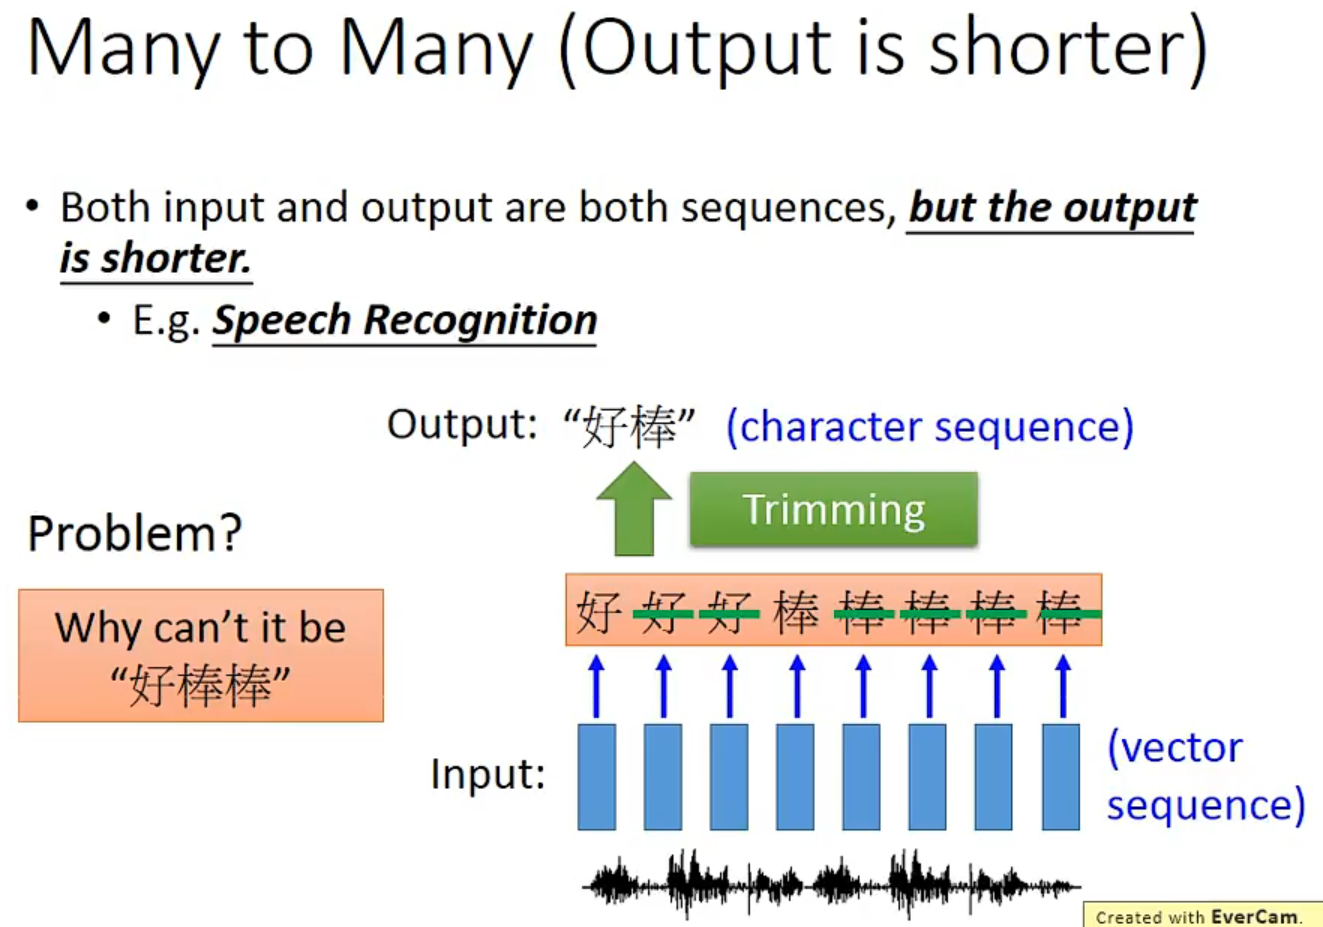 Many to Many (Output is shorter)
• Both input and output are both sequences, but the output
is shorter.
• E.g. Speech Recognition
Output: “好棒” (character sequence)
Trimming
Problem?
Why can’t it be
“好棒棒”
好 好 好 棒 棒 棒 棒 棒
Input:
(vector
sequence)
Created with EverCam.